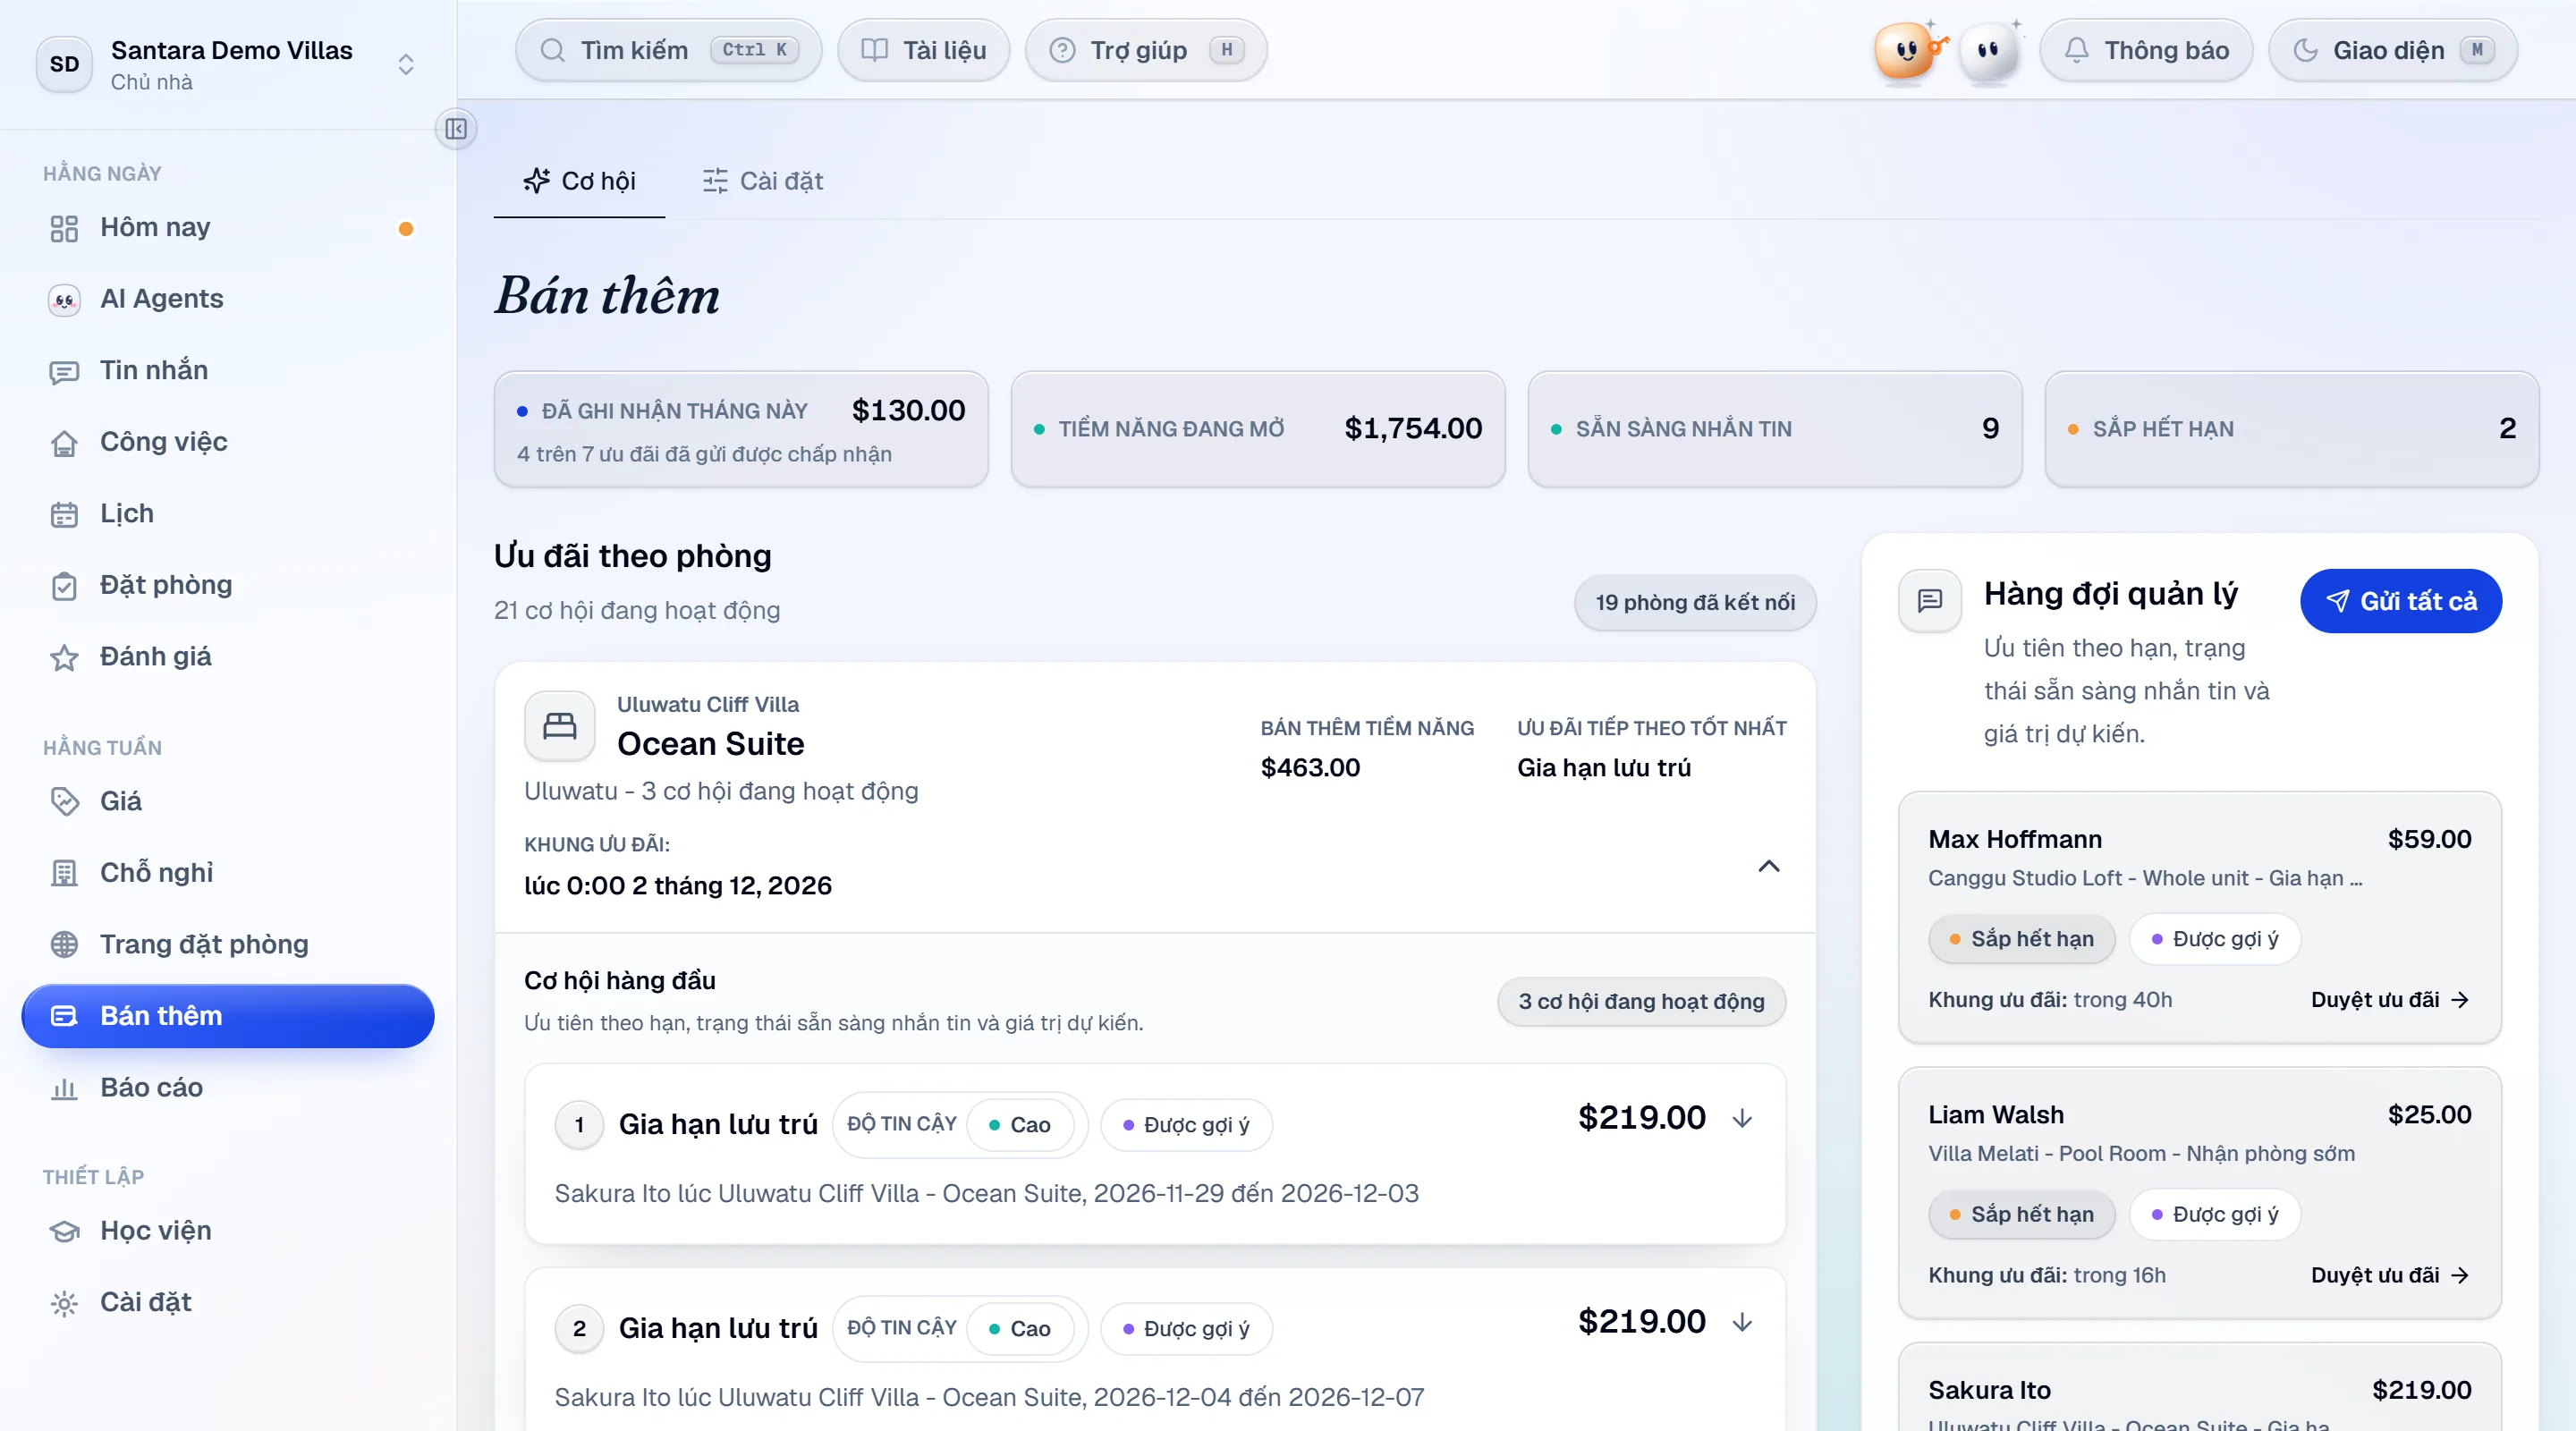 SD
Santara Demo Villas
Chủ nhà
Tìm kiếm Ctrl K
Tài liệu
Trợ giúp H
Thông báo
Giao diện M
HẰNG NGÀY
Hôm nay
AI Agents
Tin nhắn
Công việc
Lịch
Đặt phòng
Đánh giá
HẰNG TUẦN
Giá
Chỗ nghỉ
Trang đặt phòng
Bán thêm
Báo cáo
THIẾT LẬP
Học viện
Cài đặt
Cơ hội
Cài đặt
Bán thêm
ĐÃ GHI NHẬN THÁNG NÀY $130.00
4 trên 7 ưu đãi đã gửi được chấp nhận
TIỀM NĂNG ĐANG MỞ $1,754.00
SẴN SÀNG NHẮN TIN 9
SẮP HẾT HẠN 2
Ưu đãi theo phòng
21 cơ hội đang hoạt động
19 phòng đã kết nối
Uluwatu Cliff Villa
Ocean Suite
Uluwatu - 3 cơ hội đang hoạt động
BÁN THÊM TIỀM NĂNG
$463.00
ƯU ĐÃI TIẾP THEO TỐT NHẤT
Gia hạn lưu trú
KHUNG ƯU ĐÃI:
lúc 0:00 2 tháng 12, 2026
Cơ hội hàng đầu
Ưu tiên theo hạn, trạng thái sẵn sàng nhắn tin và giá trị dự kiến.
3 cơ hội đang hoạt động
1 Gia hạn lưu trú ĐỘ TIN CẬY Cao Được gợi ý $219.00
Sakura Ito lúc Uluwatu Cliff Villa - Ocean Suite, 2026-11-29 đến 2026-12-03
2 Gia hạn lưu trú ĐỘ TIN CẬY Cao Được gợi ý $219.00
Sakura Ito lúc Uluwatu Cliff Villa - Ocean Suite, 2026-12-04 đến 2026-12-07
Hàng đợi quản lý
Gửi tất cả
Ưu tiên theo hạn, trạng
thái sẵn sàng nhắn tin và
giá trị dự kiến.
Max Hoffmann $59.00
Canggu Studio Loft - Whole unit - Gia hạn ...
Sắp hết hạn Được gợi ý
Khung ưu đãi: trong 40h Duyệt ưu đãi
Liam Walsh $25.00
Villa Melati - Pool Room - Nhận phòng sớm
Sắp hết hạn Được gợi ý
Khung ưu đãi: trong 16h Duyệt ưu đãi
Sakura Ito $219.00
Uluwatu Cliff Villa - Ocean Suite - Gia ha...